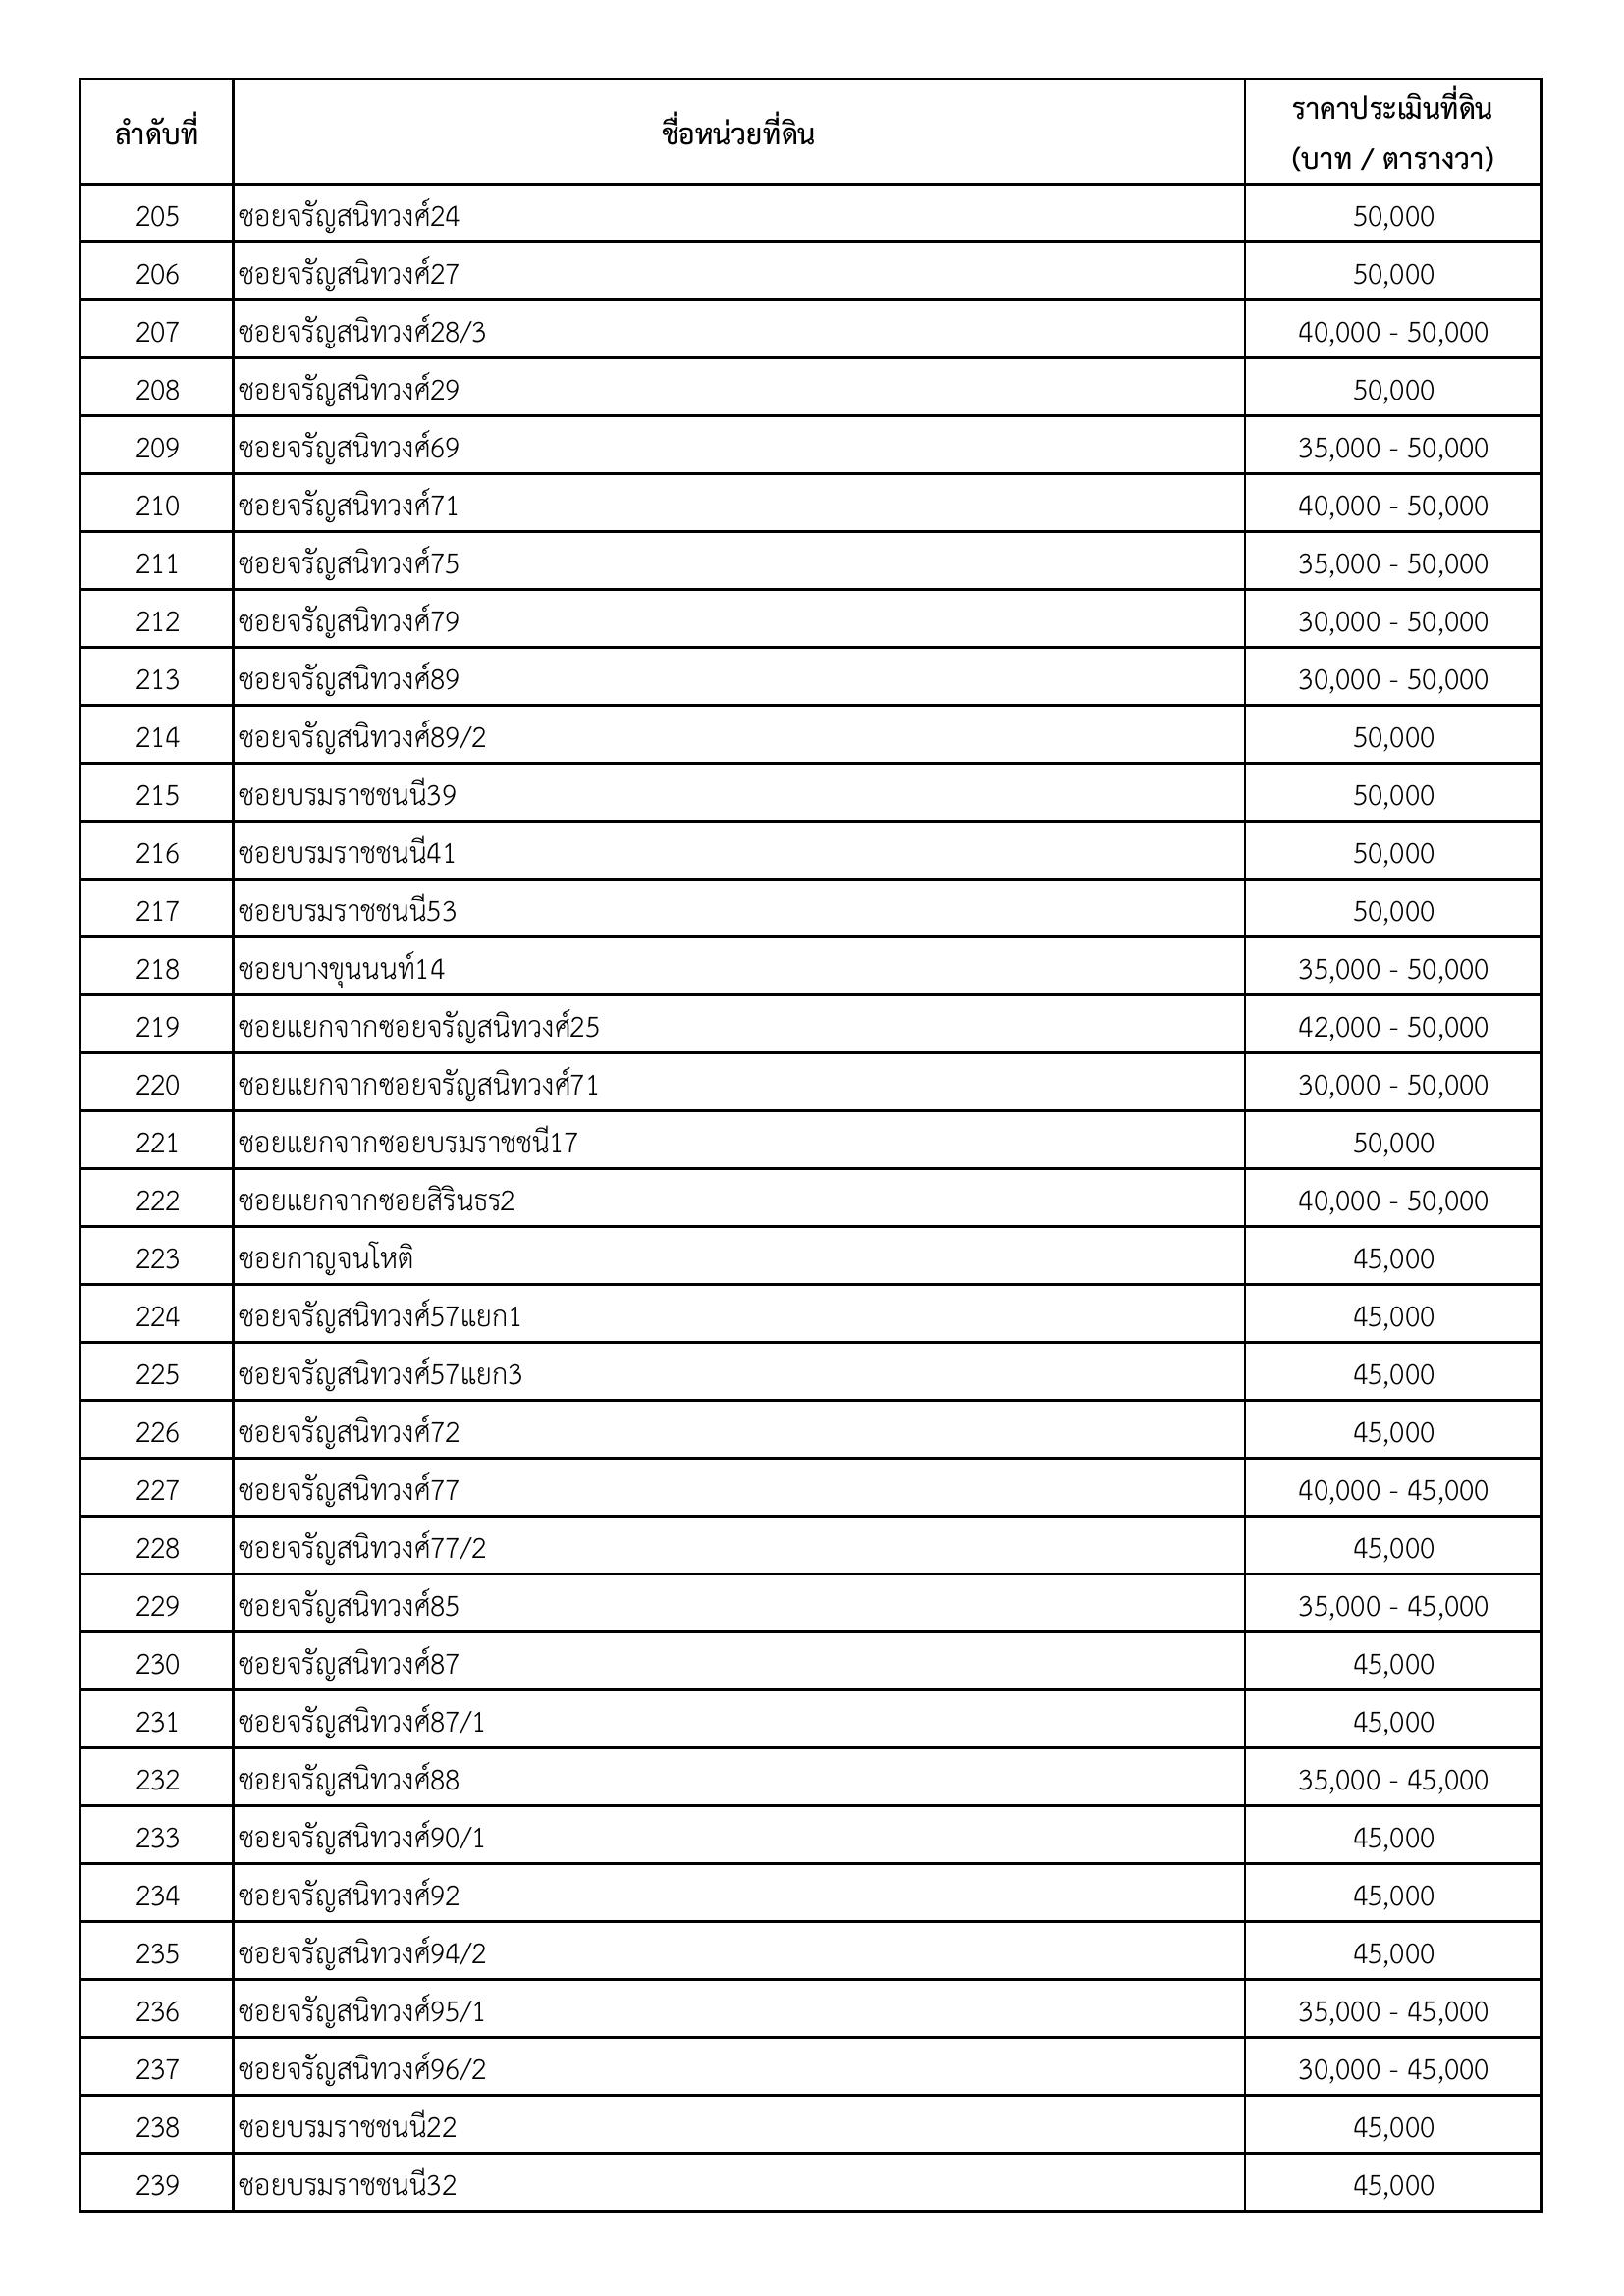 ลำดับที่ ชื่อหน่วยที่ดิน ราคาประเมินที่ดิน
(บาท / ตารางวา)
205 ซอยจรัญสนิทวงศ์24 50,000
206 ซอยจรัญสนิทวงศ์27 50,000
207 ซอยจรัญสนิทวงศ์28/3 40,000 - 50,000
208 ซอยจรัญสนิทวงศ์29 50,000
209 ซอยจรัญสนิทวงศ์69 35,000 - 50,000
210 ซอยจรัญสนิทวงศ์71 40,000 - 50,000
211 ซอยจรัญสนิทวงศ์75 35,000 - 50,000
212 ซอยจรัญสนิทวงศ์79 30,000 - 50,000
213 ซอยจรัญสนิทวงศ์89 30,000 - 50,000
214 ซอยจรัญสนิทวงศ์89/2 50,000
215 ซอยบรมราชชนนี39 50,000
216 ซอยบรมราชชนนี41 50,000
217 ซอยบรมราชชนนี53 50,000
218 ซอยบางขุนนนท์14 35,000 - 50,000
219 ซอยแยกจากซอยจรัญสนิทวงศ์25 42,000 - 50,000
220 ซอยแยกจากซอยจรัญสนิทวงศ์71 30,000 - 50,000
221 ซอยแยกจากซอยบรมราชชนี17 50,000
222 ซอยแยกจากซอยสิรินธร2 40,000 - 50,000
223 ซอยกาญจนโหติ 45,000
224 ซอยจรัญสนิทวงศ์57แยก1 45,000
225 ซอยจรัญสนิทวงศ์57แยก3 45,000
226 ซอยจรัญสนิทวงศ์72 45,000
227 ซอยจรัญสนิทวงศ์77 40,000 - 45,000
228 ซอยจรัญสนิทวงศ์77/2 45,000
229 ซอยจรัญสนิทวงศ์85 35,000 - 45,000
230 ซอยจรัญสนิทวงศ์87 45,000
231 ซอยจรัญสนิทวงศ์87/1 45,000
232 ซอยจรัญสนิทวงศ์88 35,000 - 45,000
233 ซอยจรัญสนิทวงศ์90/1 45,000
234 ซอยจรัญสนิทวงศ์92 45,000
235 ซอยจรัญสนิทวงศ์94/2 45,000
236 ซอยจรัญสนิทวงศ์95/1 35,000 - 45,000
237 ซอยจรัญสนิทวงศ์96/2 30,000 - 45,000
238 ซอยบรมราชชนนี22 45,000
239 ซอยบรมราชชนนี32 45,000